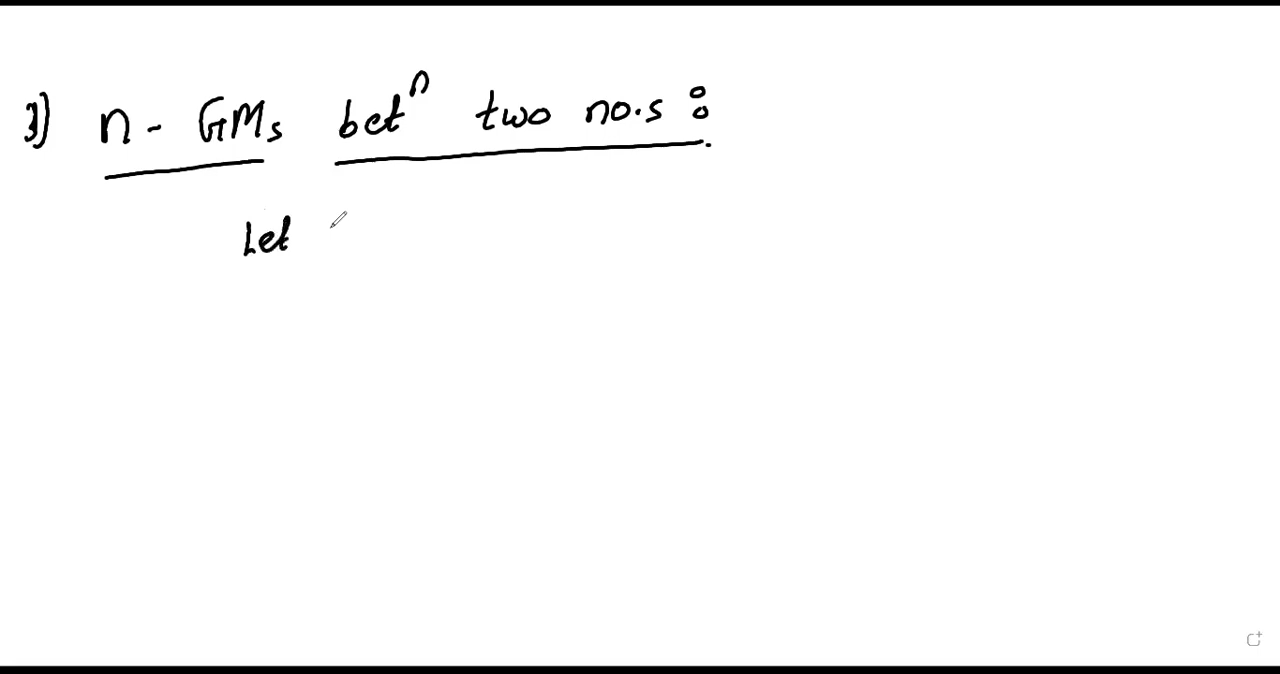 3) n - GMs betⁿ two no.s :
Let